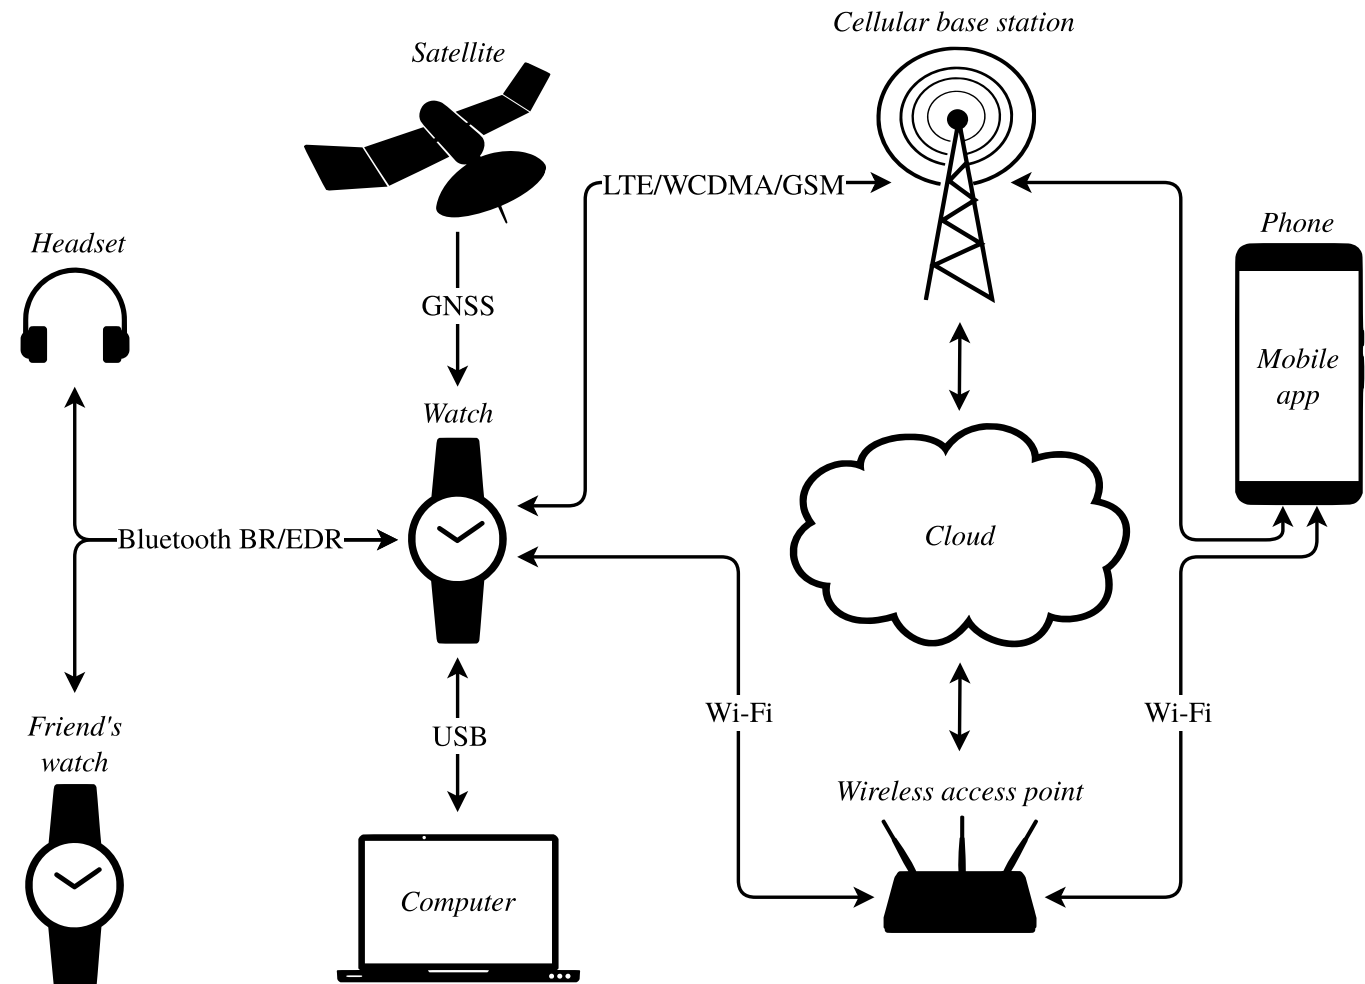 Cellular base station
Satellite
LTE/WCDMA/GSM
Phone
Headset
GNSS
Mobile
app
Watch
Cloud
Bluetooth BR/EDR
Wi-Fi
Wi-Fi
Friend's
watch
USB
Wireless access point
Computer